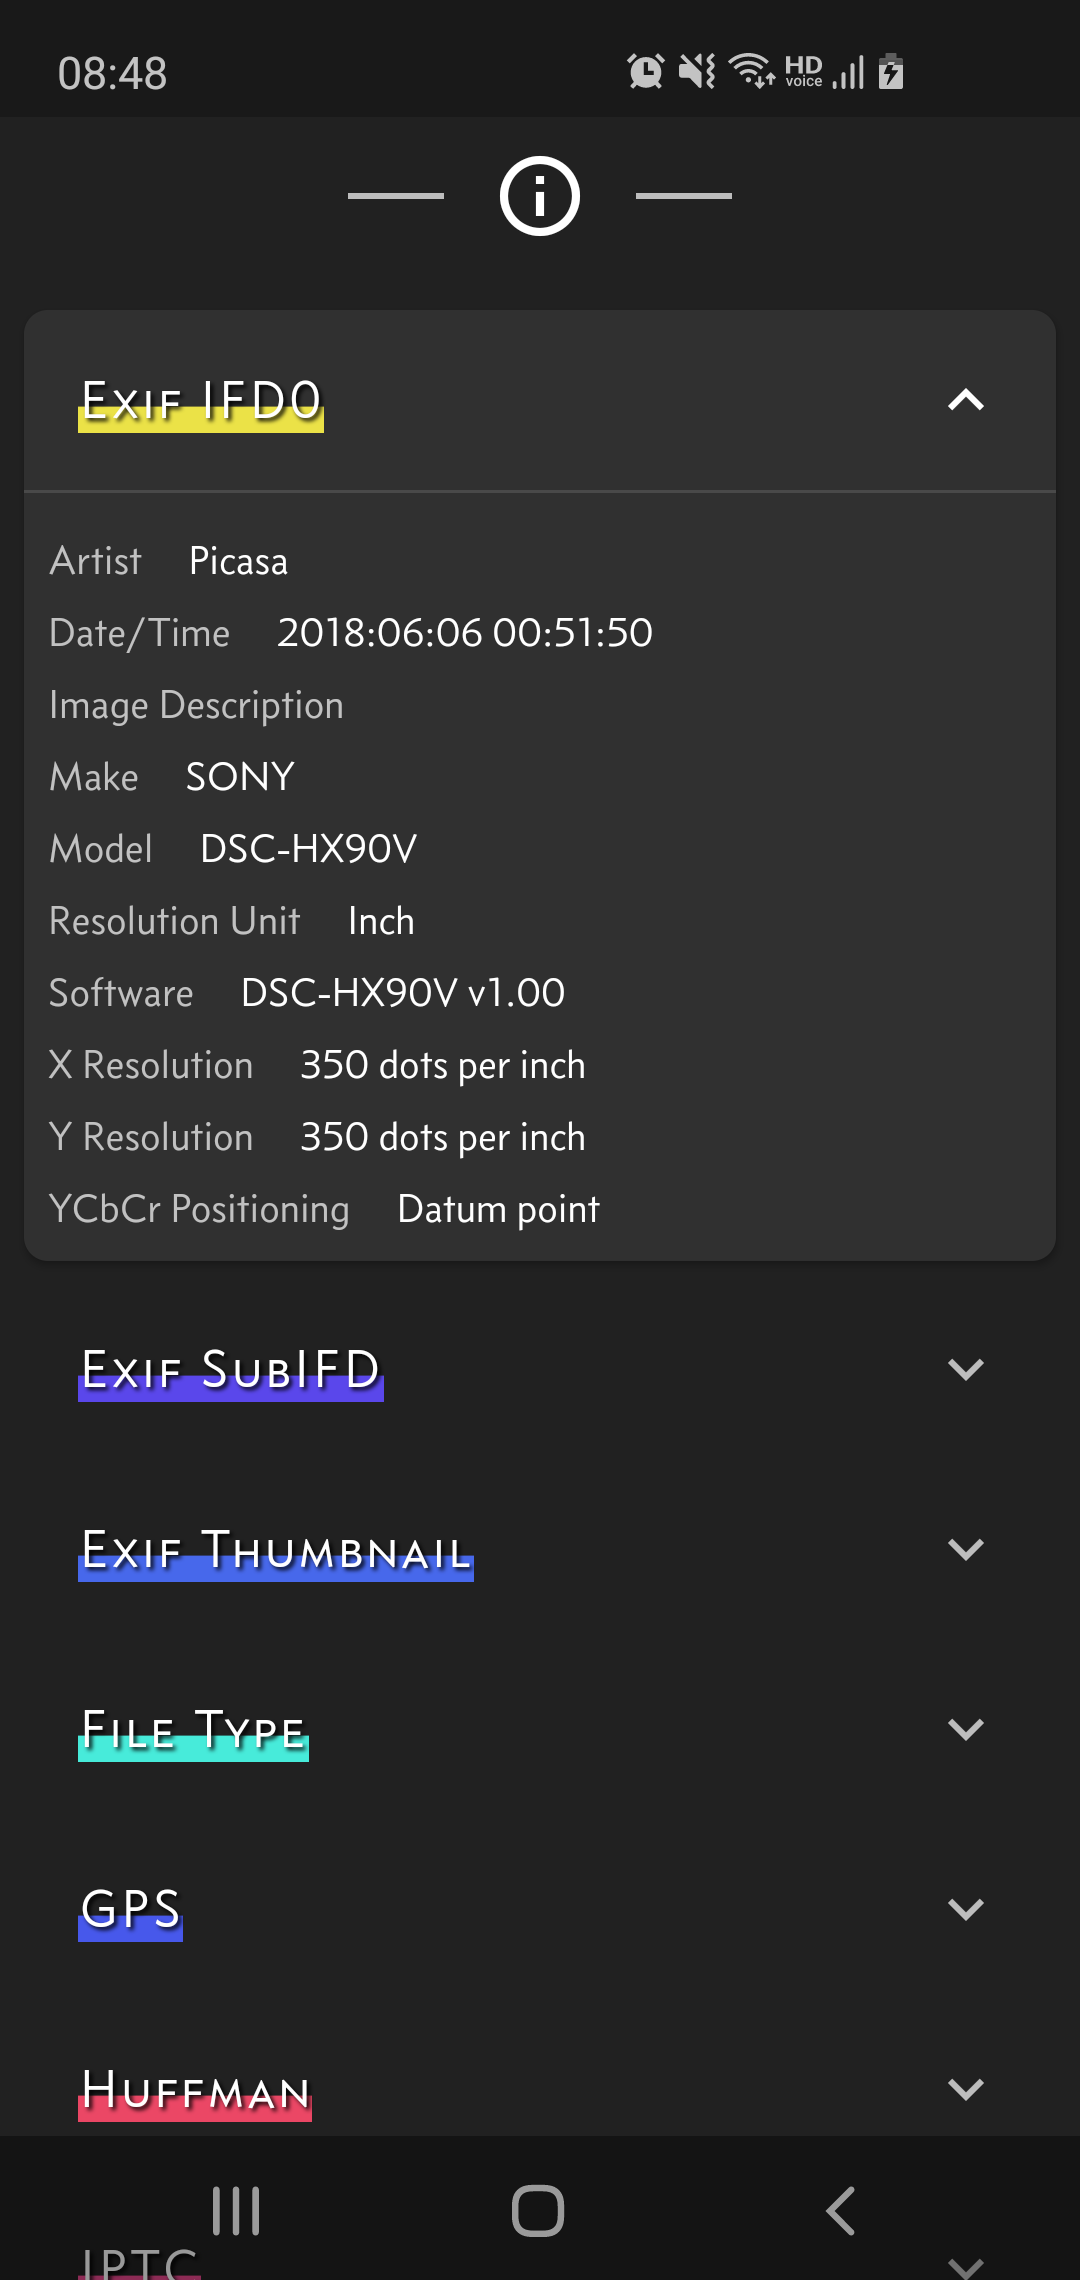 08:48 HD voice
Exif IFD0
Artist Picasa
Date/Time 2018:06:06 00:51:50
Image Description
Make SONY
Model DSC-HX90V
Resolution Unit Inch
Software DSC-HX90V v1.00
X Resolution 350 dots per inch
Y Resolution 350 dots per inch
YCbCr Positioning Datum point
Exif SubIFD
Exif Thumbnail
File Type
GPS
Huffman
IPTC